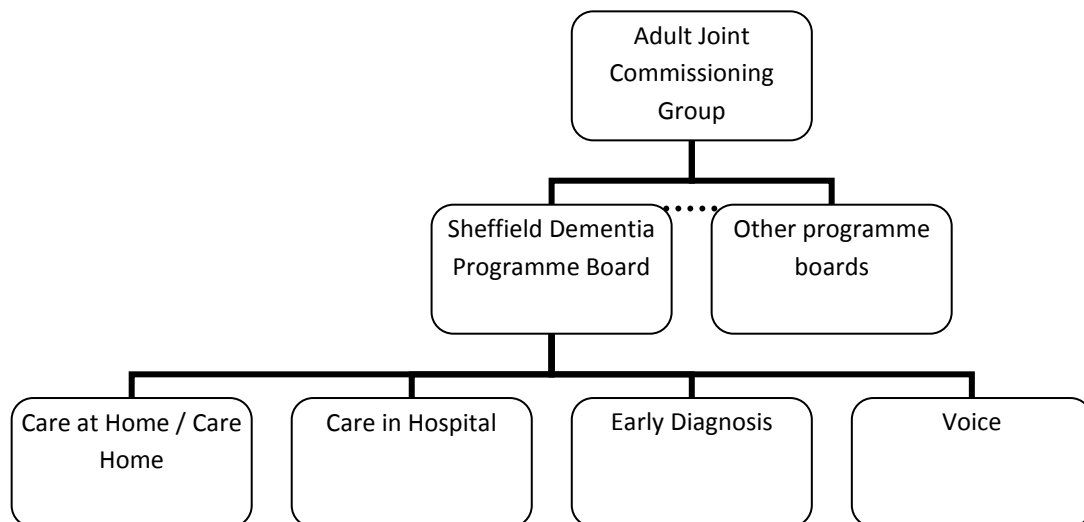 Adult Joint
Commissioning
Group
Sheffield Dementia
Programme Board
Other programme
boards
Care at Home / Care
Home
Care in Hospital
Early Diagnosis
Voice